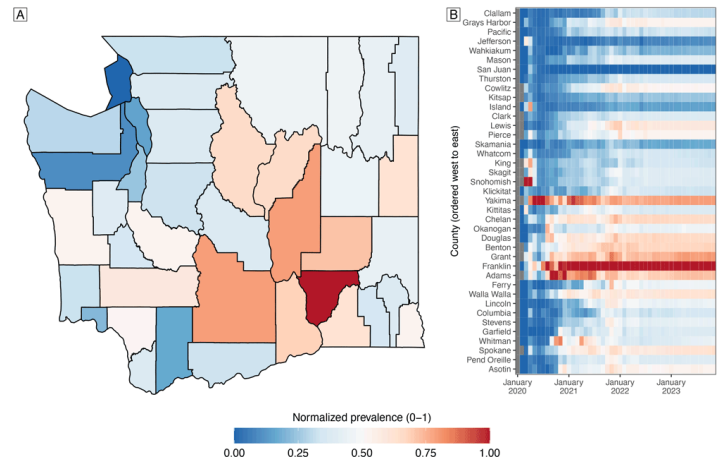 A
B
County (ordered west to east)
Clallam
Grays Harbor
Pacific
Jefferson
Wahkiakum
Mason
San Juan
Thurston
Cowlitz
Kitsap
Island
Clark
Lewis
Pierce
Skamania
Whatcom
King
Skagit
Snohomish
Klickitat
Yakima
Kittitas
Chelan
Okanogan
Douglas
Benton
Grant
Franklin
Adams
Ferry
Walla Walla
Lincoln
Columbia
Stevens
Garfield
Whitman
Spokane
Pend Oreille
Asotin
January January January January
2020 2021 2022 2023
Normalized prevalence (0−1)
0.00 0.25 0.50 0.75 1.00